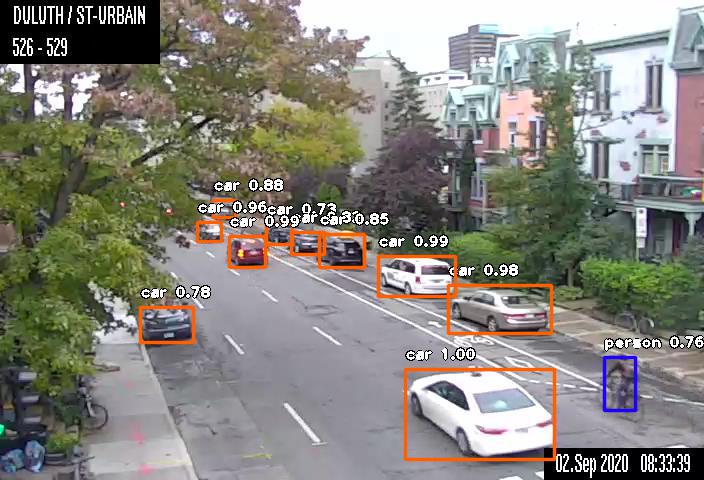 DULUTH / ST-URBAIN
526 - 529
car 0.88
car 0.96
car 0.73
car 0.99
car 0.85
car 0.99
car 0.98
car 0.78
person 0.76
car 1.00
02.Sep 2020 08:33:39